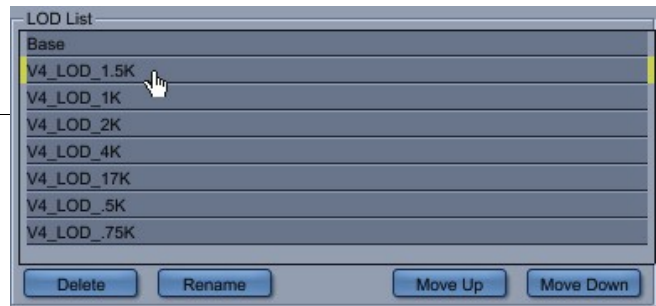 LOD List
Base
V4_LOD_1.5K
V4_LOD_1K
V4_LOD_2K
V4_LOD_4K
V4_LOD_17K
V4_LOD_.5K
V4_LOD_.75K
Delete Rename Move Up Move Down